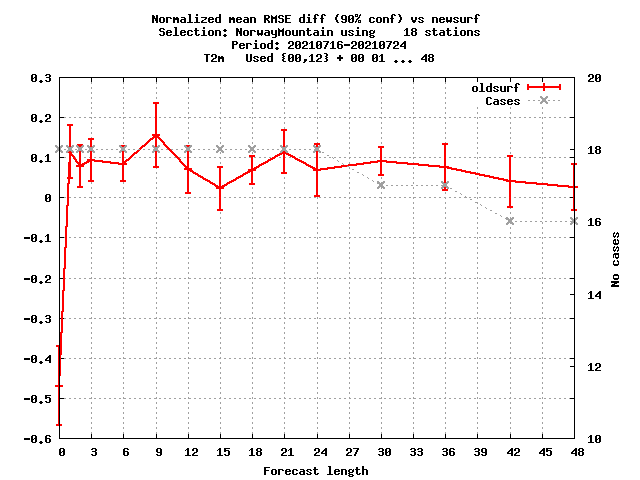 Normalized mean RMSE diff (90% conf) vs newsurf
Selection: NorwayMountain using    18 stations
Period: 20210716-20210724
T2m   Used {00,12} + 00 01 ... 48
oldsurf
Cases
0.3
0.2
0.1
0
-0.1
-0.2
-0.3
-0.4
-0.5
-0.6
20
18
16
14
12
10
No cases
0 3 6 9 12 15 18 21 24 27 30 33 36 39 42 45 48
Forecast length